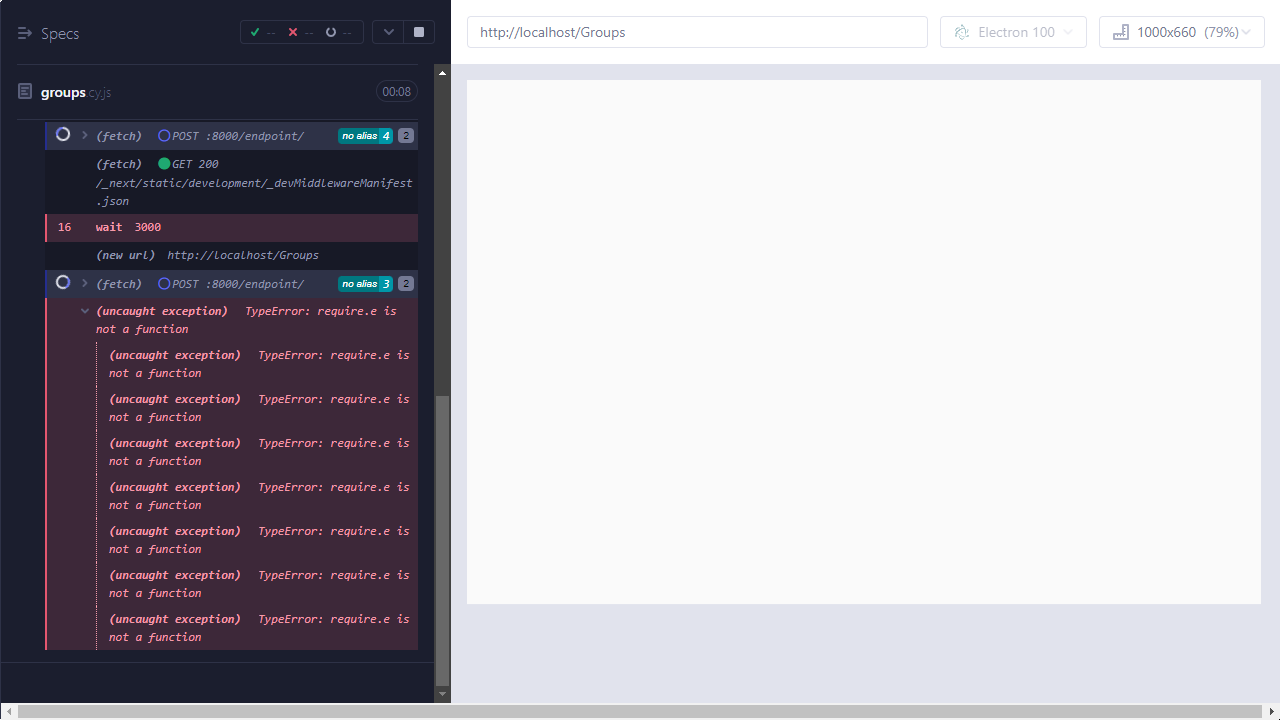 Specs
-- -- --
http://localhost/Groups
Electron 100
1000x660 (79%)
groups.cy.js
00:08
(fetch) POST :8000/endpoint/ no alias 4 2
(fetch) GET 200
/_next/static/development/_devMiddlewareManifest
.json
16 wait 3000
(new url) http://localhost/Groups
(fetch) POST :8000/endpoint/ no alias 3 2
(uncaught exception) TypeError: require.e is
not a function
(uncaught exception) TypeError: require.e is
not a function
(uncaught exception) TypeError: require.e is
not a function
(uncaught exception) TypeError: require.e is
not a function
(uncaught exception) TypeError: require.e is
not a function
(uncaught exception) TypeError: require.e is
not a function
(uncaught exception) TypeError: require.e is
not a function
(uncaught exception) TypeError: require.e is
not a function